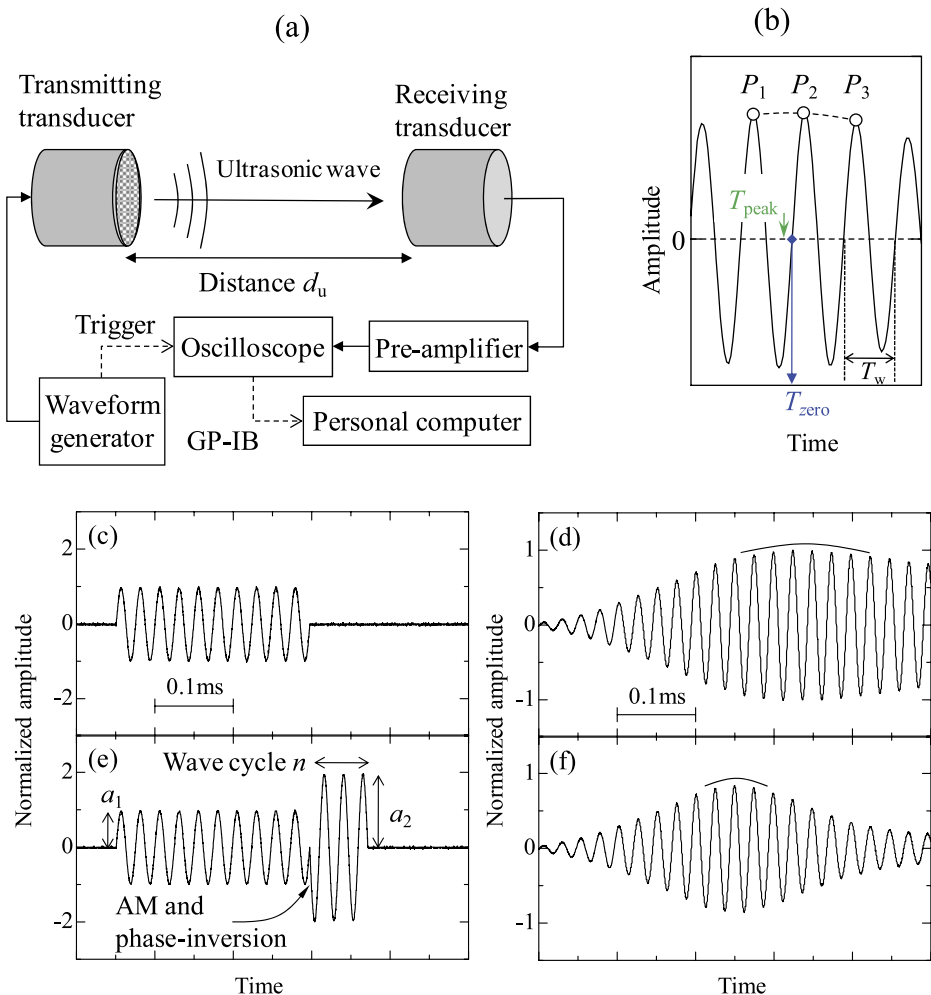 (a)
Transmitting
transducer
Receiving
transducer
Ultrasonic wave
Distance d_u
Trigger
Oscilloscope
Pre-amplifier
Waveform
generator
GP-IB
Personal computer
(b)
P_1 P_2 P_3
T_peak
0
Amplitude
T_w
T_zero
Time
(c)
2
0
-2
Normalized amplitude
0.1ms
(d)
1
0
-1
Normalized amplitude
0.1ms
(e)
Wave cycle n
2
a_1
a_2
0
-2
AM and
phase-inversion
Time
(f)
1
0
-1
Time